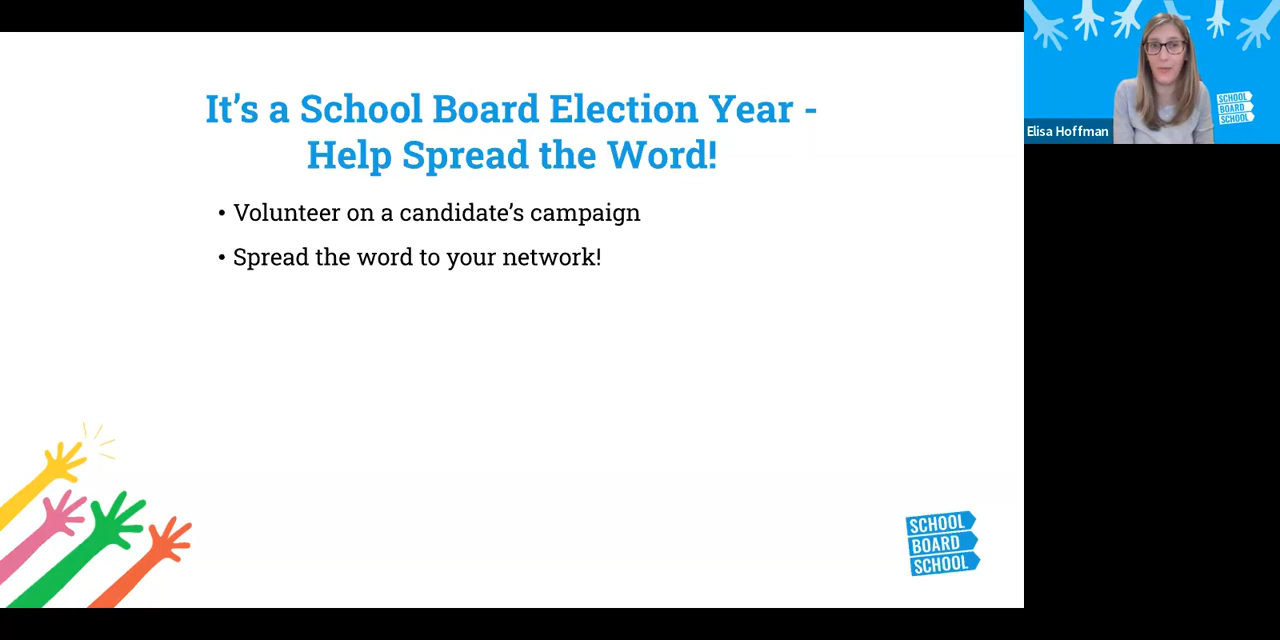 It's a School Board Election Year -
Help Spread the Word!
• Volunteer on a candidate's campaign
• Spread the word to your network!
SCHOOL
BOARD
SCHOOL
Elisa Hoffman
SCHOOL
BOARD
SCHOOL